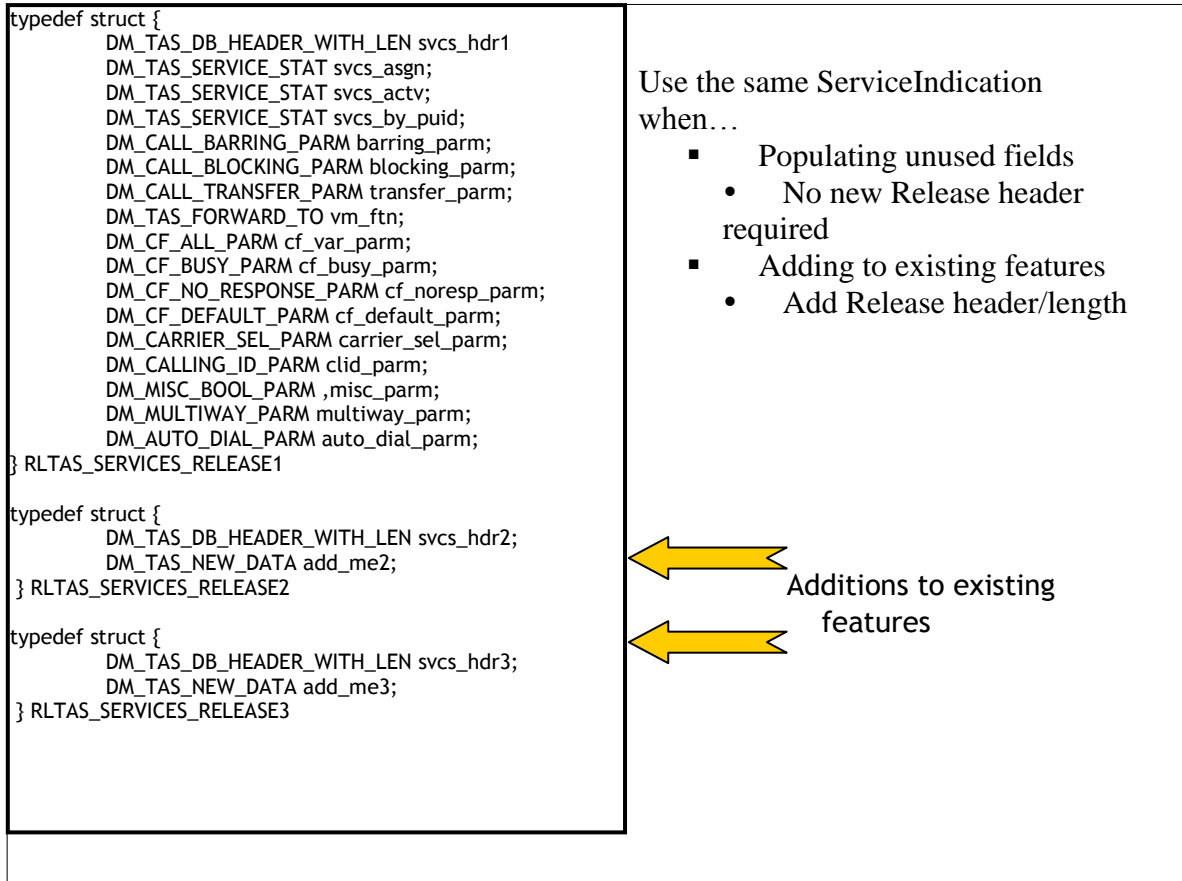 typedef struct {
DM_TAS_DB_HEADER_WITH_LEN svcs_hdr1
DM_TAS_SERVICE_STAT svcs_asgn;
DM_TAS_SERVICE_STAT svcs_actv;
DM_TAS_SERVICE_STAT svcs_by_puid;
DM_CALL_BARRING_PARM barring_parm;
DM_CALL_BLOCKING_PARM blocking_parm;
DM_CALL_TRANSFER_PARM transfer_parm;
DM_TAS_FORWARD_TO vm_ftn;
DM_CF_ALL_PARM cf_var_parm;
DM_CF_BUSY_PARM cf_busy_parm;
DM_CF_NO_RESPONSE_PARM cf_noresp_parm;
DM_CF_DEFAULT_PARM cf_default_parm;
DM_CARRIER_SEL_PARM carrier_sel_parm;
DM_CALLING_ID_PARM clid_parm;
DM_MISC_BOOL_PARM ,misc_parm;
DM_MULTIWAY_PARM multiway_parm;
DM_AUTO_DIAL_PARM auto_dial_parm;
} RLTAS_SERVICES_RELEASE1
typedef struct {
DM_TAS_DB_HEADER_WITH_LEN svcs_hdr2;
DM_TAS_NEW_DATA add_me2;
} RLTAS_SERVICES_RELEASE2
typedef struct {
DM_TAS_DB_HEADER_WITH_LEN svcs_hdr3;
DM_TAS_NEW_DATA add_me3;
} RLTAS_SERVICES_RELEASE3
Use the same ServiceIndication
when…
▪ Populating unused fields
• No new Release header
required
▪ Adding to existing features
• Add Release header/length
Additions to existing
features